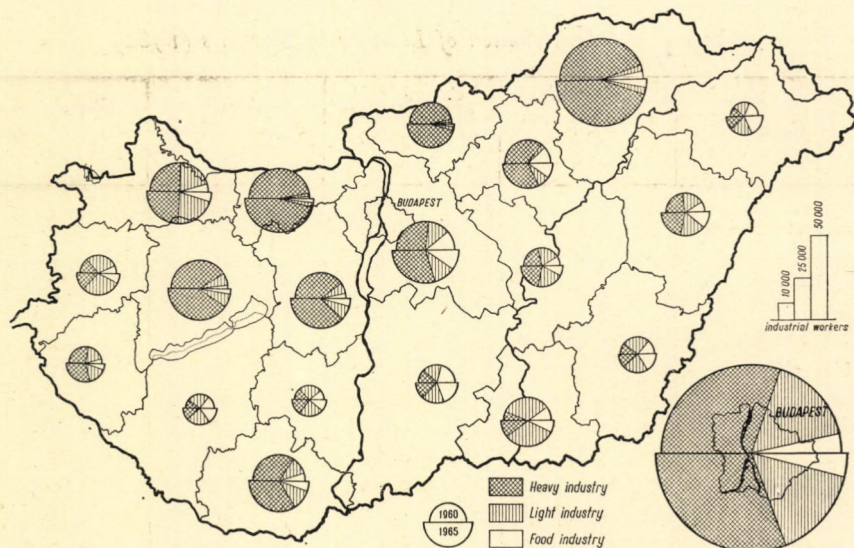 BUDAPEST
10 000
25 000
50 000
industrial workers
BUDAPEST
1960
1965
Heavy industry
Light industry
Food industry